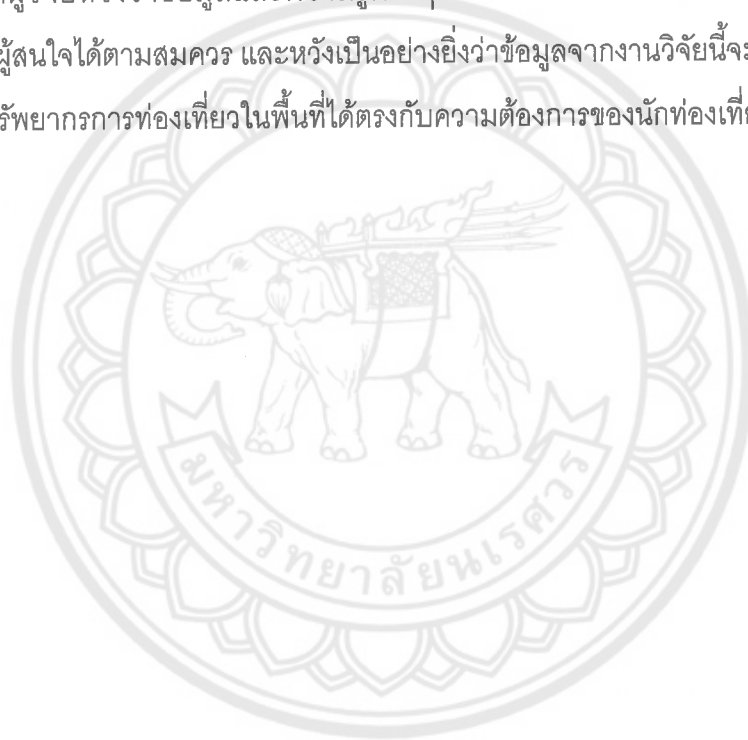 ผู้สนใจได้ตามสมควร และหวังเป็นอย่างยิ่งว่าข้อมูลจากงานวิจัยนี้จะ
รัพยากรการท่องเที่ยวในพื้นที่ได้ตรงกับความต้องการของนักท่องเที่ย
มหาวิทยาลัยนเรศวร